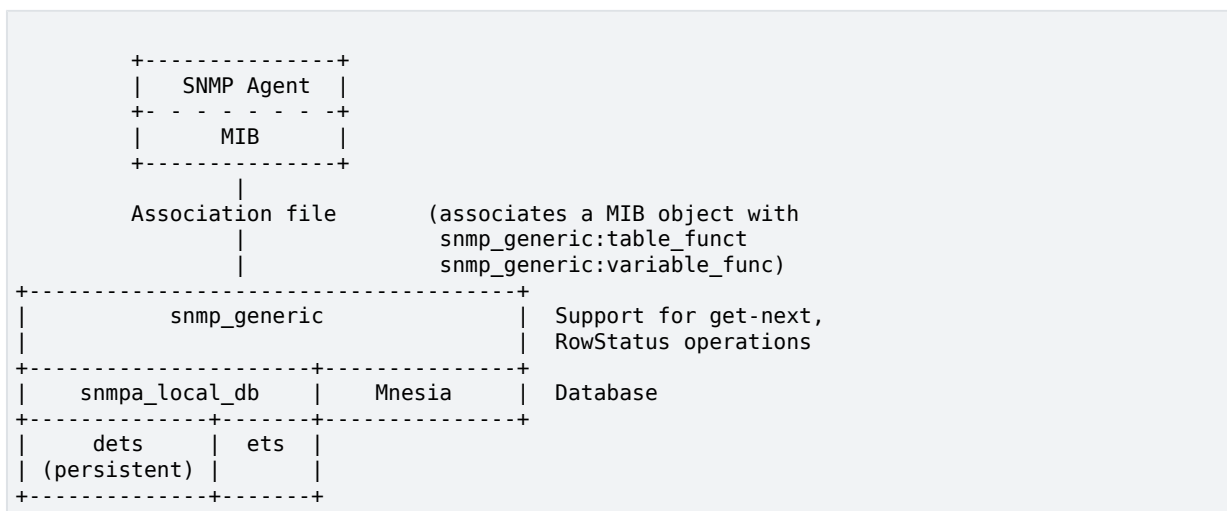 +---------------+
|   SNMP Agent  |
+- - - - - - - -+
|      MIB      |
+---------------+
|
Association file       (associates a MIB object with
|               snmp_generic:table_funct
|               snmp_generic:variable_func)
+--------------------------------------+
|           snmp_generic               |  Support for get-next,
|                                      |  RowStatus operations
+----------------------+---------------+
|    snmpa_local_db    |    Mnesia     |  Database
+--------------+-------+---------------+
|     dets     |  ets  |
| (persistent) |       |
+--------------+-------+